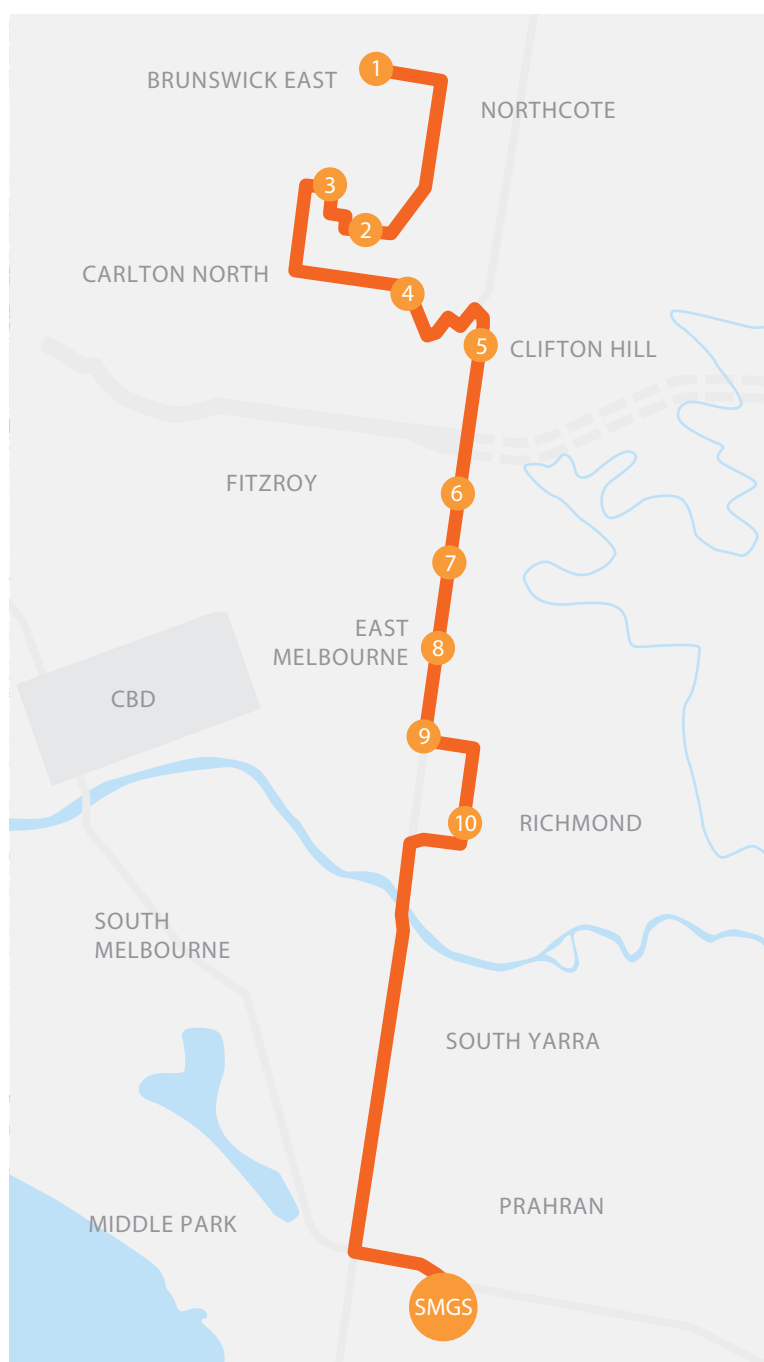 1
BRUNSWICK EAST
NORTHCOTE
3
2
CARLTON NORTH
4
5
CLIFTON HILL
FITZROY
6
7
EAST
MELBOURNE
8
CBD
9
10
RICHMOND
SOUTH
MELBOURNE
SOUTH YARRA
PRAHRAN
MIDDLE PARK
SMGS